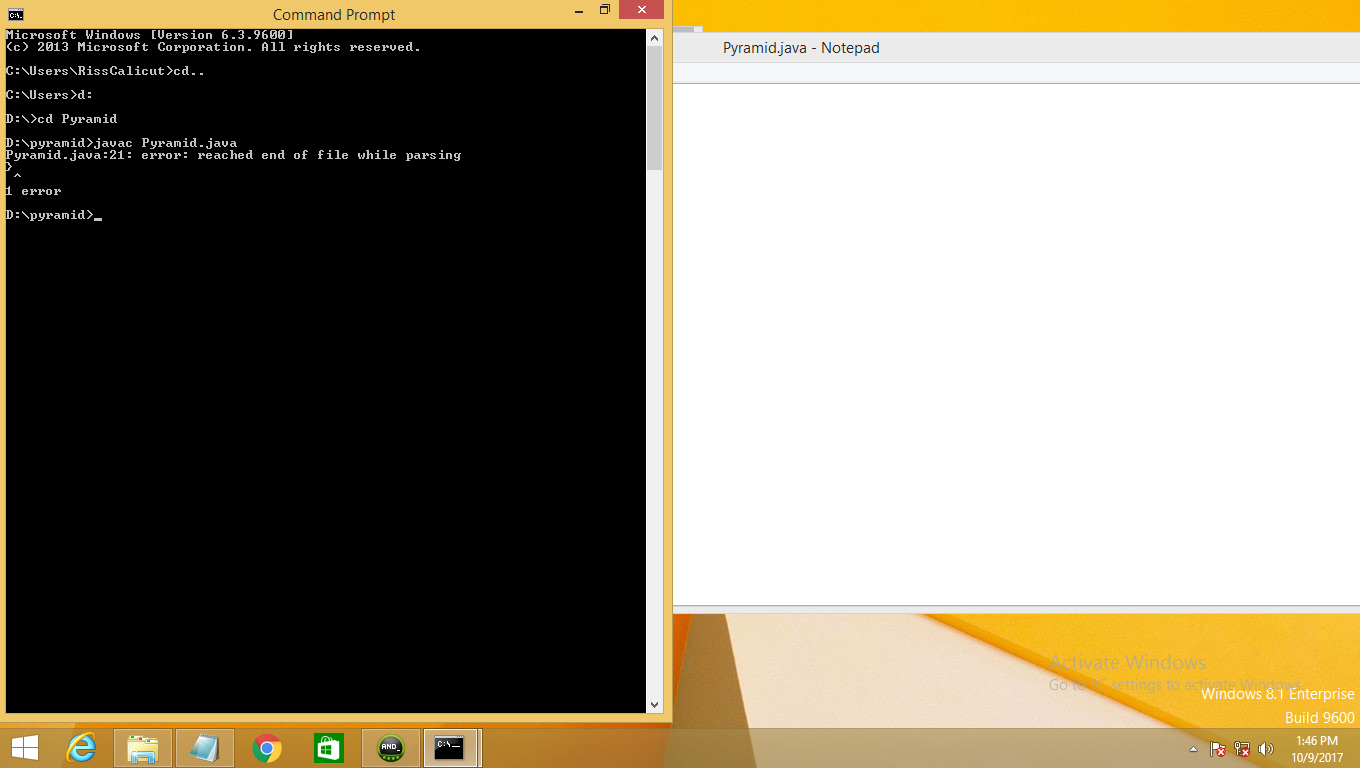 Command Prompt
Microsoft Windows [Version 6.3.9600]
(c) 2013 Microsoft Corporation. All rights reserved.
C:\Users\RissCalicut>cd..
C:\Users>d:
D:\>cd Pyramid
D:\pyramid>javac Pyramid.java
Pyramid.java:21: error: reached end of file while parsing
}
^
1 error
D:\pyramid>_
Pyramid.java - Notepad
Activate Windows
Go to PC settings to activate Windows.
Windows 8.1 Enterprise
Build 9600
AND
C:\
1:46 PM
10/9/2017